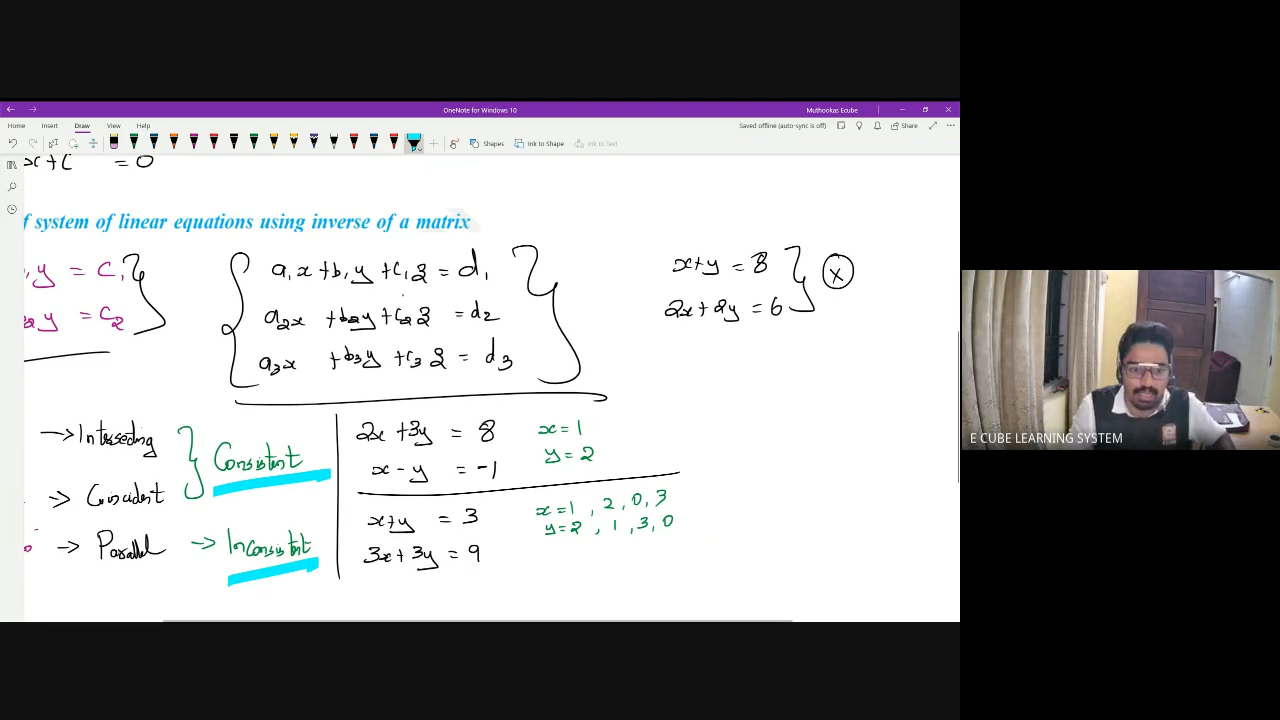 OneNote for Windows 10
Muthookas Ecube
Home Insert Draw View Help
Saved offline (auto-sync is off)
Share
Shapes
Ink to Shape
Ink to Text
x+c = 0
f system of linear equations using inverse of a matrix
y = c₁
y = c₂
a₁x + b₁y + c₁z = d₁
a₂x + b₂y + c₂z = d₂
a₃x + b₃y + c₃z = d₃
x+y = 8
2x+2y = 6
x
→ Intersecting
→ Coincident
Consistent
→ Parallel → Inconsistent
2x+3y = 8 x=1
x-y = -1 y=2
x+y = 3 x=1, 2, 0, 3
3x+3y = 9 y=2, 1, 3, 0
E CUBE LEARNING SYSTEM